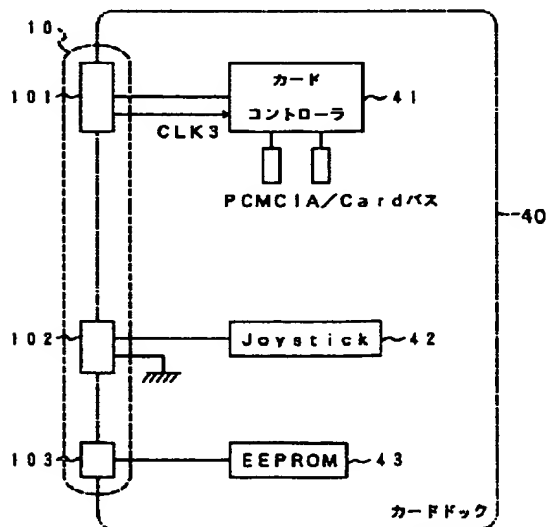 10
101
カード
コントローラ
41
CLK3
PCMCIA/Cardバス
40
102
Joystick
42
103
EEPROM
43
カードドック